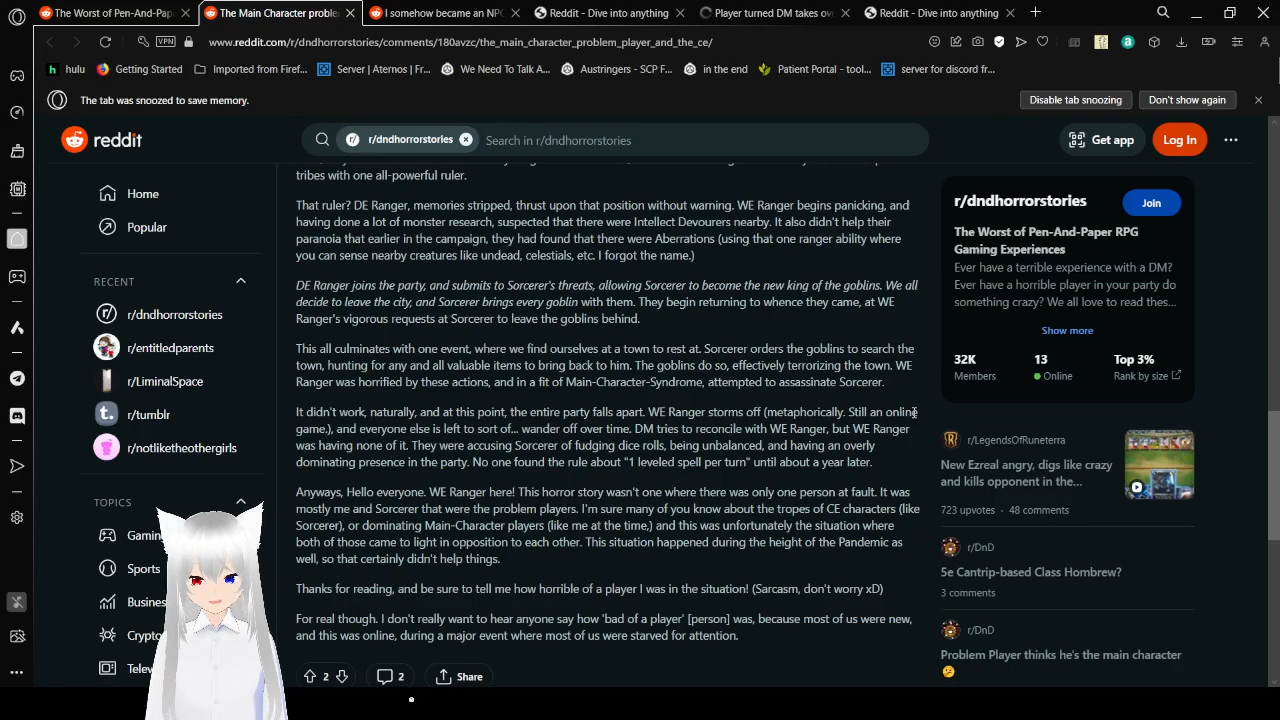 The Worst of Pen-And-Pap
The Main Character proble
I somehow became an NPC
Reddit - Dive into anything
Player turned DM takes ov
Reddit - Dive into anything
VPN
www.reddit.com/r/dndhorrorstories/comments/180avzc/the_main_character_problem_player_and_the_ce/
hulu
Getting Started
Imported from Firef...
Server | Aternos | Fr...
We Need To Talk A...
Austringers - SCP F...
in the end
Patient Portal - tool...
server for discord fr...
The tab was snoozed to save memory.
Disable tab snoozing
Don't show again
reddit
r/dndhorrorstories
Search in r/dndhorrorstories
Get app
Log In
Home
Popular
RECENT
r/dndhorrorstories
r/entitledparents
r/LiminalSpace
r/tumblr
r/notliketheothergirls
TOPICS
Gamin
Sports
Busines
Crypto
Telev
tribes with one all-powerful ruler.
That ruler? DE Ranger, memories stripped, thrust upon that position without warning. WE Ranger begins panicking, and
having done a lot of monster research, suspected that there were Intellect Devourers nearby. It also didn't help their
paranoia that earlier in the campaign, they had found that there were Aberrations (using that one ranger ability where
you can sense nearby creatures like undead, celestials, etc. I forgot the name.)
DE Ranger joins the party, and submits to Sorcerer's threats, allowing Sorcerer to become the new king of the goblins. We all
decide to leave the city, and Sorcerer brings every goblin with them. They begin returning to whence they came, at WE
Ranger's vigorous requests at Sorcerer to leave the goblins behind.
This all culminates with one event, where we find ourselves at a town to rest at. Sorcerer orders the goblins to search the
town, hunting for any and all valuable items to bring back to him. The goblins do so, effectively terrorizing the town. WE
Ranger was horrified by these actions, and in a fit of Main-Character-Syndrome, attempted to assassinate Sorcerer.
It didn't work, naturally, and at this point, the entire party falls apart. WE Ranger storms off (metaphorically. Still an online
game.), and everyone else is left to sort of... wander off over time. DM tries to reconcile with WE Ranger, but WE Ranger
was having none of it. They were accusing Sorcerer of fudging dice rolls, being unbalanced, and having an overly
dominating presence in the party. No one found the rule about "1 leveled spell per turn" until about a year later.
Anyways, Hello everyone. WE Ranger here! This horror story wasn't one where there was only one person at fault. It was
mostly me and Sorcerer that were the problem players. I'm sure many of you know about the tropes of CE characters (like
Sorcerer), or dominating Main-Character players (like me at the time,) and this was unfortunately the situation where
both of those came to light in opposition to each other. This situation happened during the height of the Pandemic as
well, so that certainly didn't help things.
Thanks for reading, and be sure to tell me how horrible of a player I was in the situation! (Sarcasm, don't worry xD)
For real though. I don't really want to hear anyone say how 'bad of a player' [person] was, because most of us were new,
and this was online, during a major event where most of us were starved for attention.
2
2
Share
r/dndhorrorstories
Join
The Worst of Pen-And-Paper RPG
Gaming Experiences
Ever have a terrible experience with a DM?
Ever have a horrible player in your party do
something crazy? We all love to read thes...
Show more
32K
Members
13
Online
Top 3%
Rank by size
r/LegendsOfRuneterra
New Ezreal angry, digs like crazy
and kills opponent in the...
723 upvotes · 48 comments
r/DnD
5e Cantrip-based Class Hombrew?
3 comments
r/DnD
Problem Player thinks he's the main character